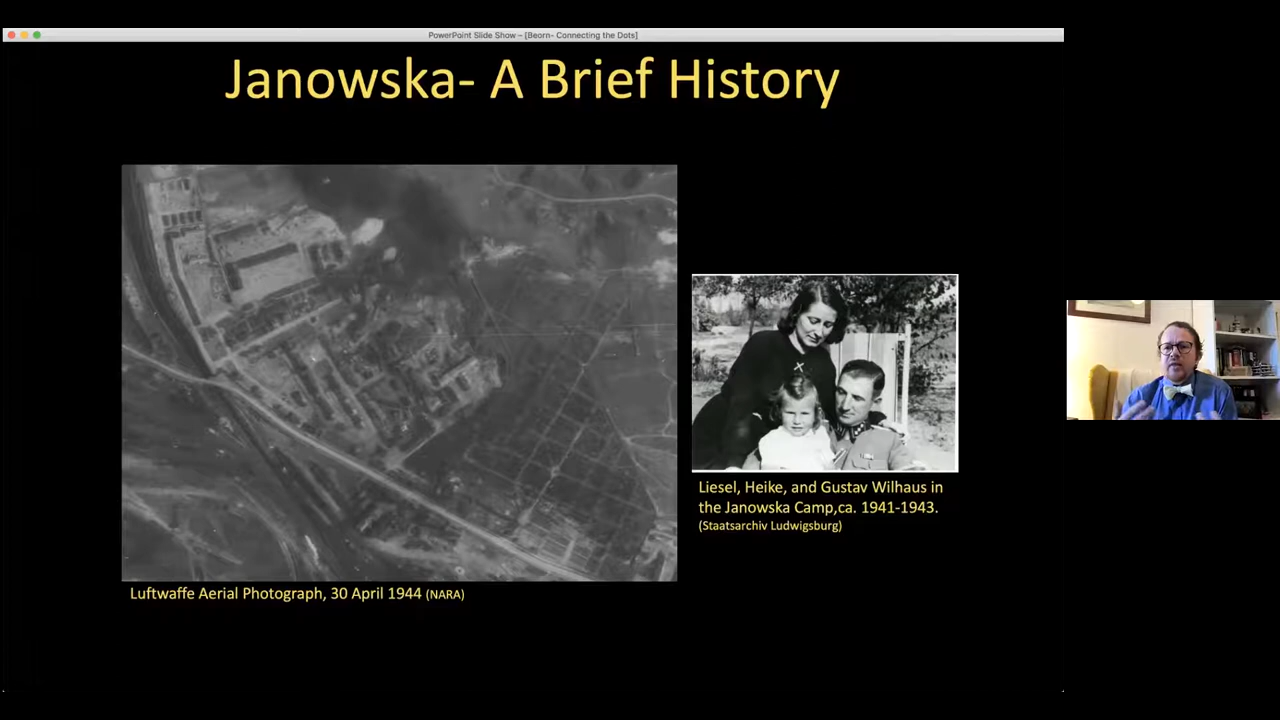 PowerPoint Slide Show – [Beorn- Connecting the Dots]
Janowska- A Brief History
Liesel, Heike, and Gustav Wilhaus in
the Janowska Camp,ca. 1941-1943.
(Staatsarchiv Ludwigsburg)
Luftwaffe Aerial Photograph, 30 April 1944 (NARA)